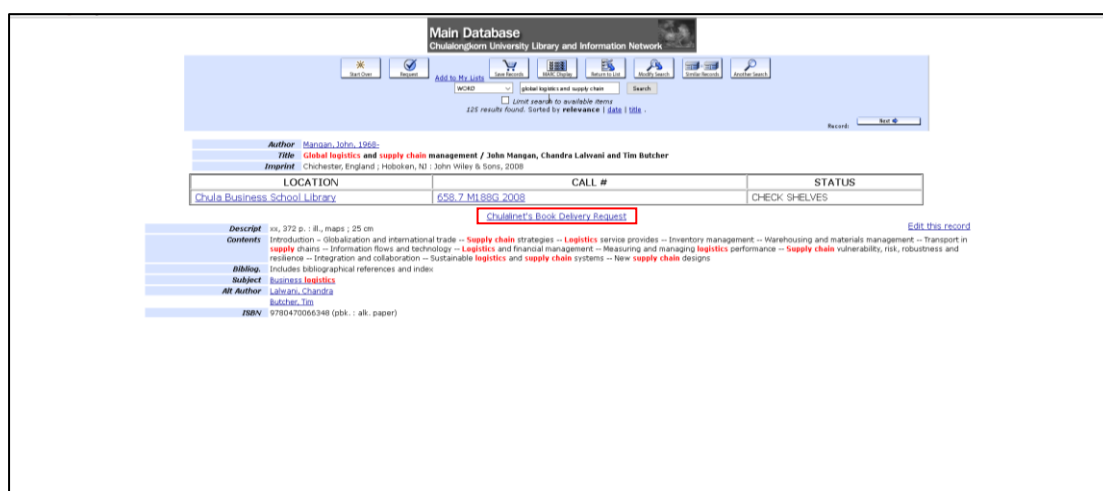 Main Database
Chulalongkorn University Library and Information Network
Start Over Request Add to My Lists Save Records MARC Display Return to List Modify Search Similar Records Another Search
WORD global logistics and supply chain Search
Limit search to available items
125 results found. Sorted by relevance | date | title .
Record: Next
Author Mangan, John, 1968-
Title Global logistics and supply chain management / John Mangan, Chandra Lalwani and Tim Butcher
Imprint Chichester, England ; Hoboken, NJ : John Wiley & Sons, 2008
LOCATION CALL # STATUS
Chula Business School Library 658.7 M188G 2008 CHECK SHELVES
Chulalinet's Book Delivery Request
Edit this record
Descript xx, 372 p. : ill., maps ; 25 cm
Contents Introduction -- Globalization and international trade -- Supply chain strategies -- Logistics service provides -- Inventory management -- Warehousing and materials management -- Transport in
supply chains -- Information flows and technology -- Logistics and financial management -- Measuring and managing logistics performance -- Supply chain vulnerability, risk, robustness and
resilience -- Integration and collaboration -- Sustainable logistics and supply chain systems -- New supply chain designs
Bibliog. Includes bibliographical references and index
Subject Business logistics
Alt Author Lalwani, Chandra
Butcher, Tim
ISBN 9780470066348 (pbk. : alk. paper)